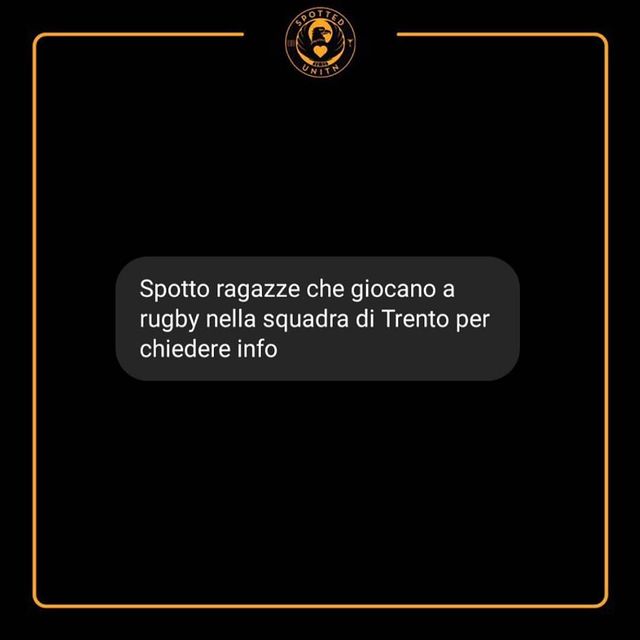 SPOTTED
UNITN
Spotto ragazze che giocano a
rugby nella squadra di Trento per
chiedere info